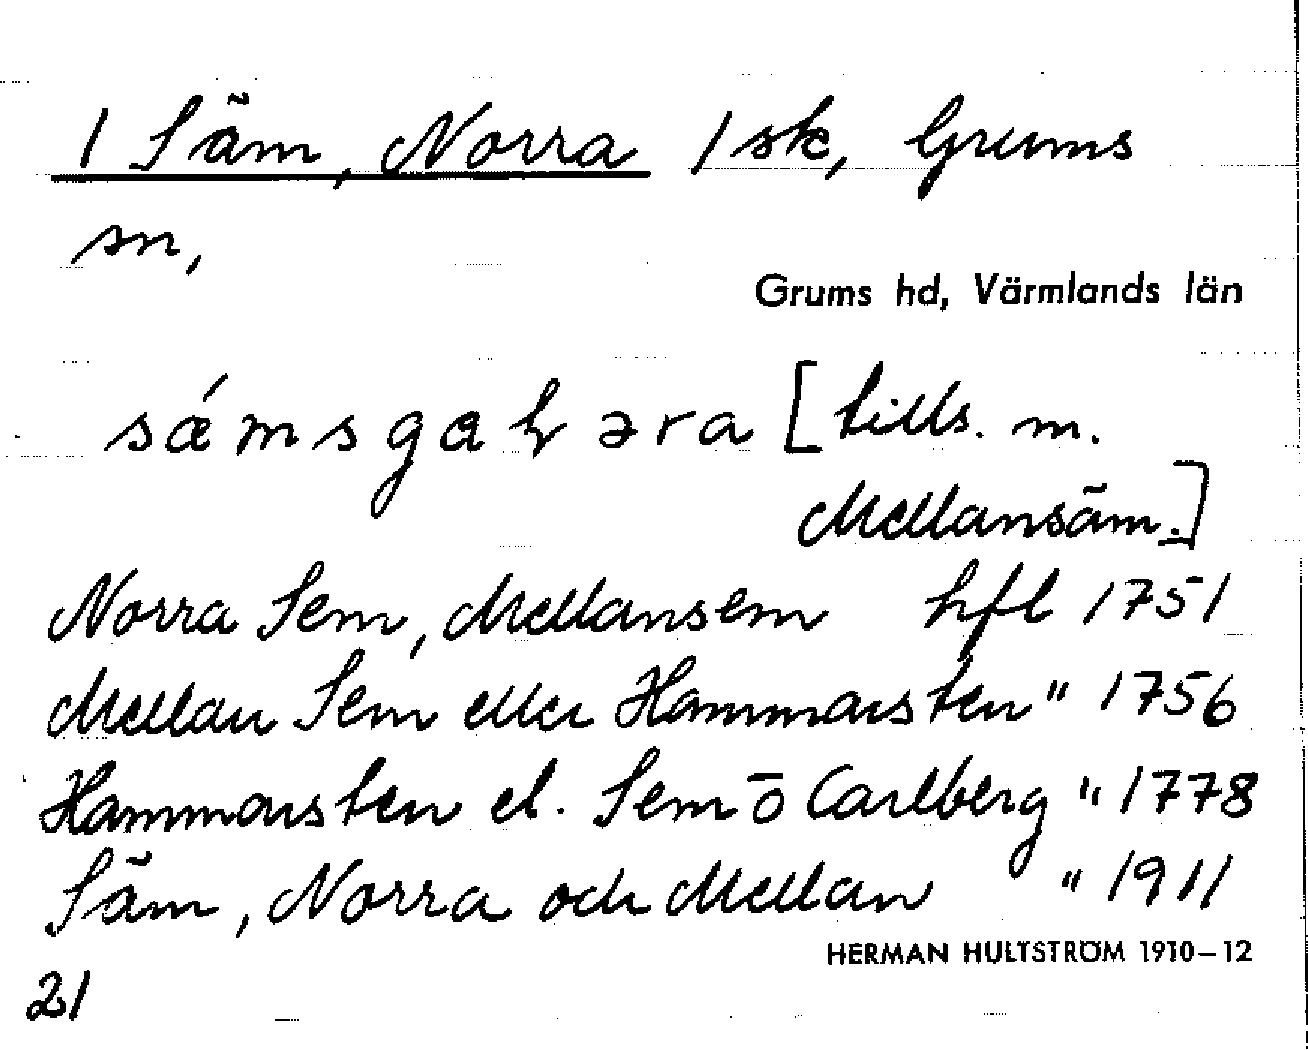 1 Säm, Norra 1 sk, Grums
sn,
Grums hd, Värmlands län
sǽmsgaɫvəra [tills. m.
Mellansäm.]
Norra Sem, Mellansem hfl 1751
Mellan Sem eller Hammarsten " 1756
Hammarsten el. Sem ō Carlberg " 1778
Säm, Norra och Mellan " 1911
HERMAN HULTSTRÖM 1910–12
21